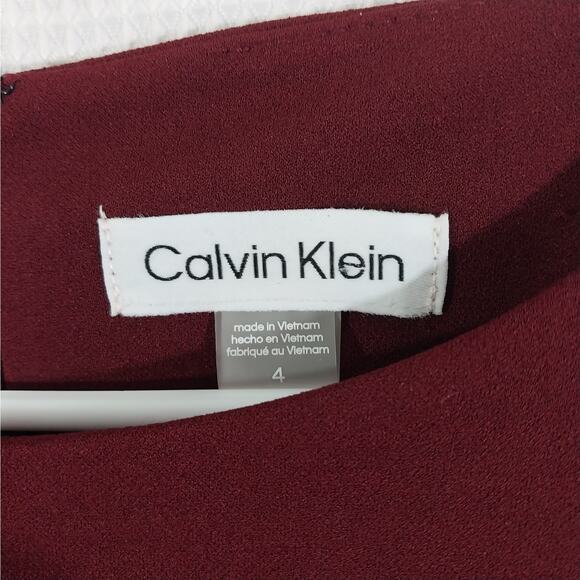 Calvin Klein
made in Vietnam
hecho en Vietnam
fabriqué au Vietnam
4